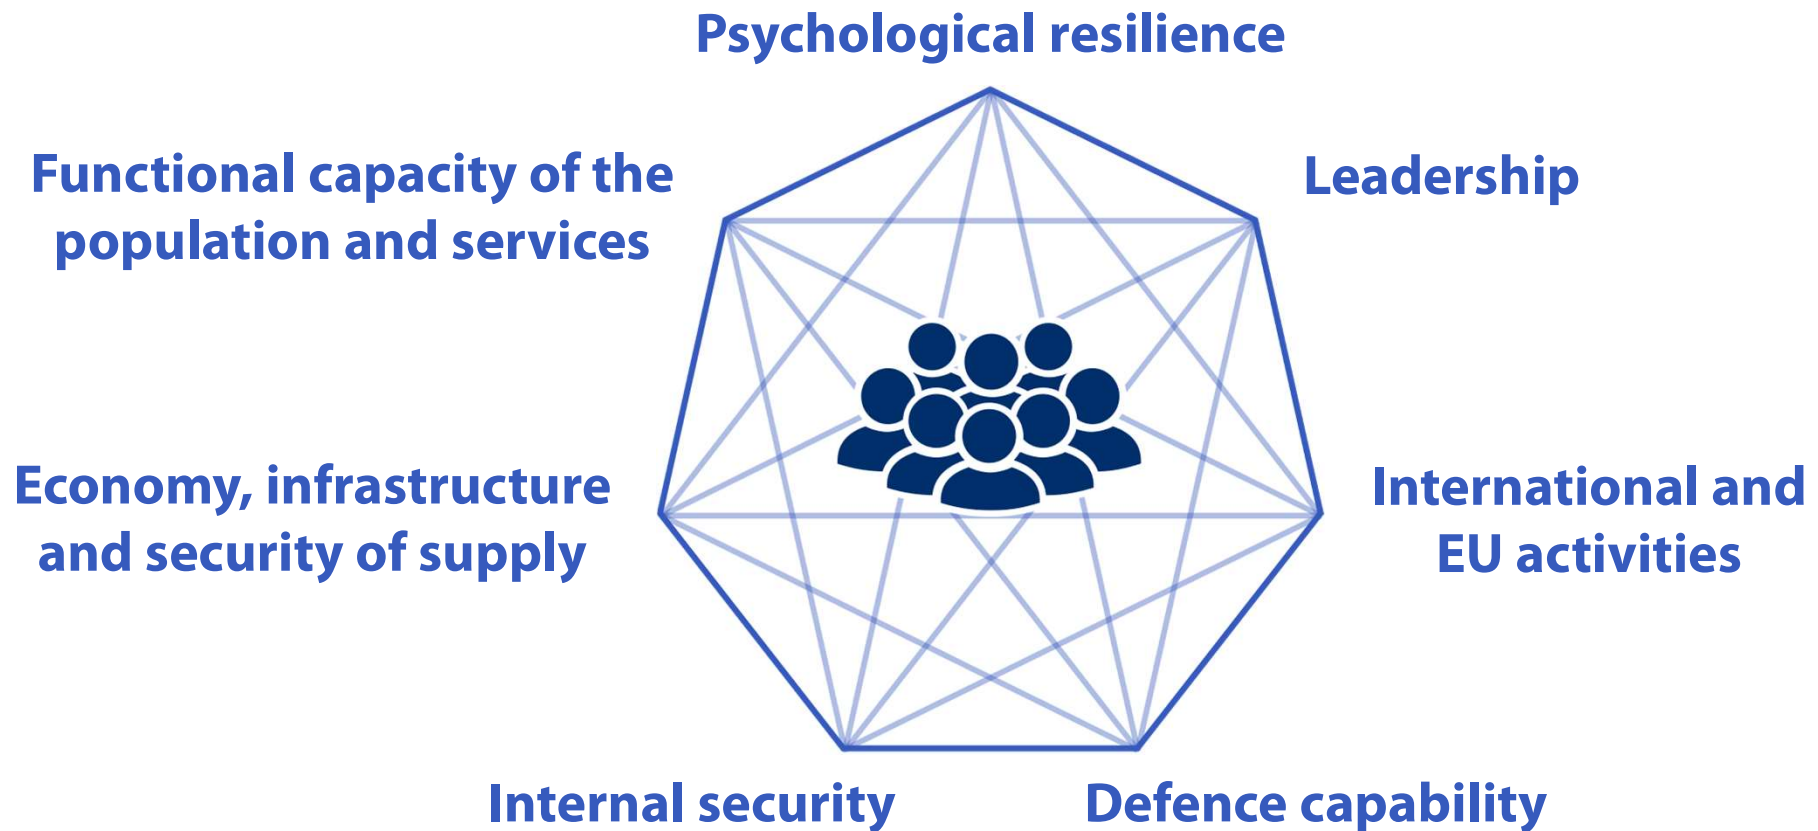 Psychological resilience
Functional capacity of the
population and services
Leadership
Economy, infrastructure
and security of supply
International and
EU activities
Internal security
Defence capability